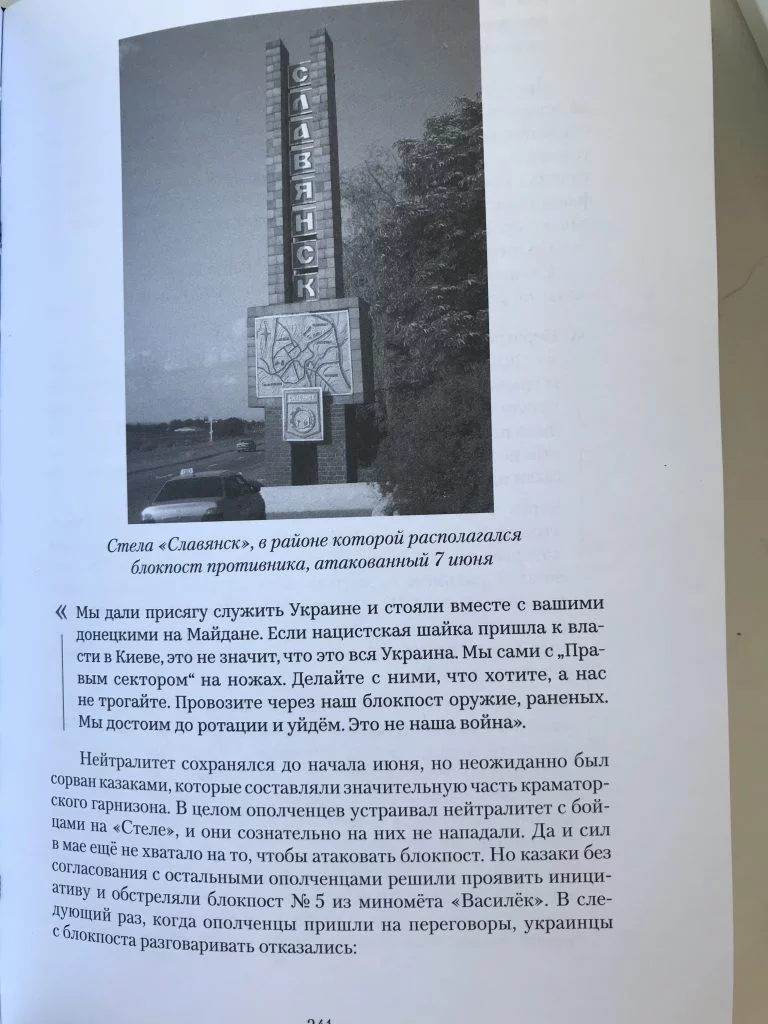 СЛАВЯНСК
Стела «Славянск», в районе которой располагался
блокпост противника, атакованный 7 июня
« Мы дали присягу служить Украине и стояли вместе с вашими
донецкими на Майдане. Если нацистская шайка пришла к вла-
сти в Киеве, это не значит, что это вся Украина. Мы сами с „Пра-
вым сектором“ на ножах. Делайте с ними, что хотите, а нас
не трогайте. Провозите через наш блокпост оружие, раненых.
Мы достоим до ротации и уйдём. Это не наша война».
Нейтралитет сохранялся до начала июня, но неожиданно был
сорван казаками, которые составляли значительную часть краматор-
ского гарнизона. В целом ополченцев устраивал нейтралитет с бой-
цами на «Стеле», и они сознательно на них не нападали. Да и сил
в мае ещё не хватало на то, чтобы атаковать блокпост. Но казаки без
согласования с остальными ополченцами решили проявить иници-
ативу и обстреляли блокпост № 5 из миномёта «Василёк». В сле-
дующий раз, когда ополченцы пришли на переговоры, украинцы
с блокпоста разговаривать отказались: